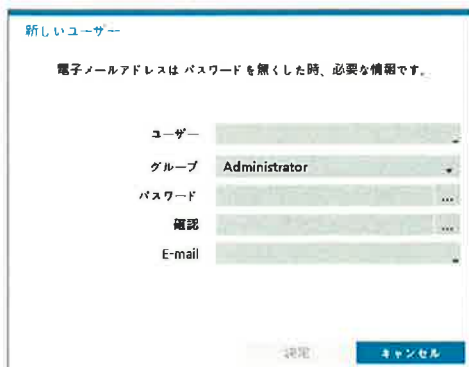 新しいユーザー
電子メールアドレスは パスワードを無くした時、必要な情報です。
ユーザー
グループ Administrator
パスワード ...
確認 ...
E-mail
設定 キャンセル